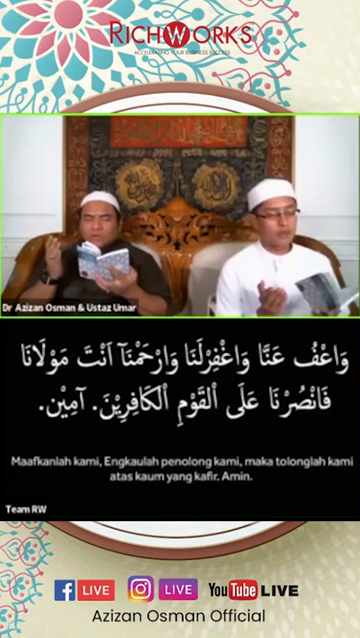 RICHWORKS
ACCELERATING YOUR BUSINESS SUCCESS
Dr Azizan Osman & Ustaz Umar
وَاعْفُ عَنَّا وَاغْفِرْلَنَا وَارْحَمْنَآ اَنْتَ مَوْلَانَا
فَانْصُرْنَا عَلَى الْقَوْمِ الْكَافِرِيْنَ. آمِيْن.
Maafkanlah kami, Engkaulah penolong kami, maka tolonglah kami
atas kaum yang kafir. Amin.
Team RW
f LIVE LIVE YouTube LIVE
Azizan Osman Official